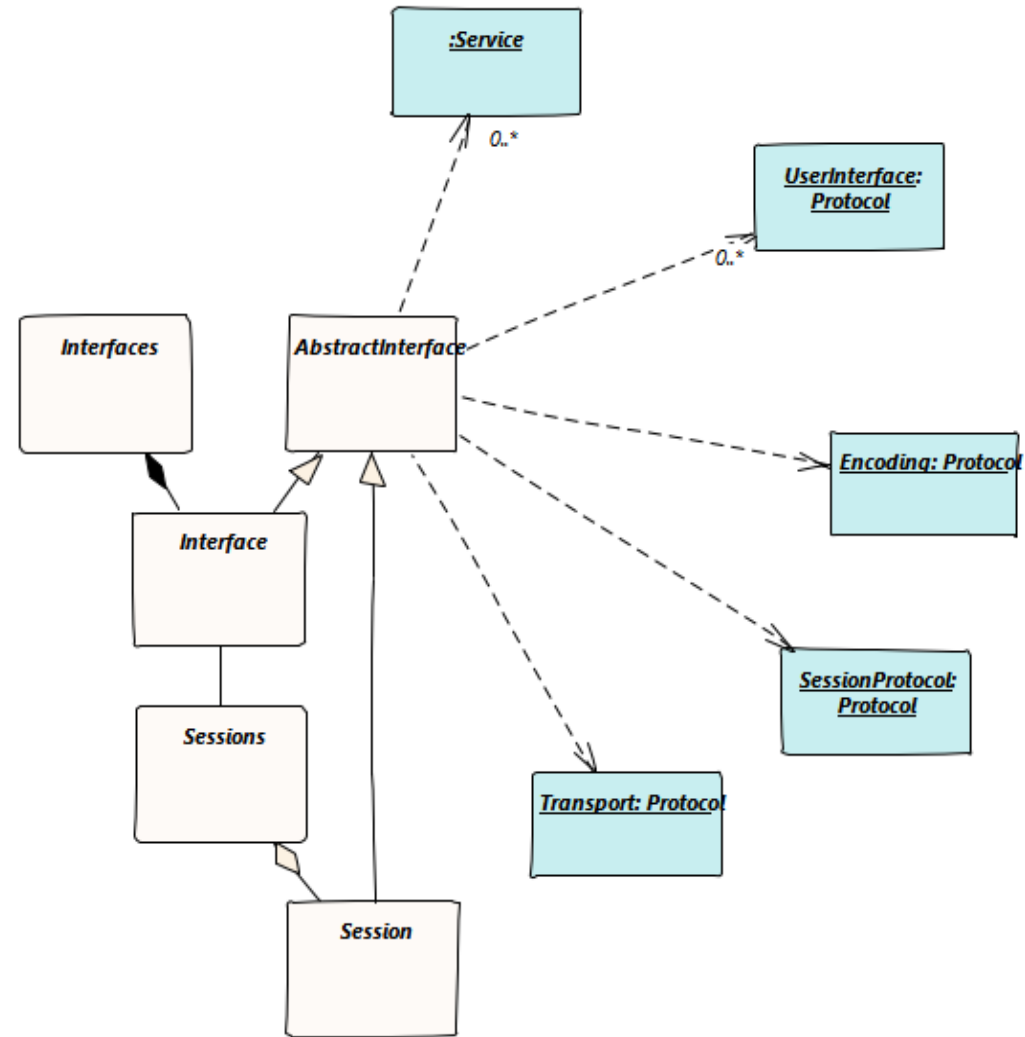 :Service
0..*
UserInterface:
Protocol
0..*
Interfaces
AbstractInterface
Encoding: Protocol
Interface
SessionProtocol:
Protocol
Sessions
Transport: Protocol
Session